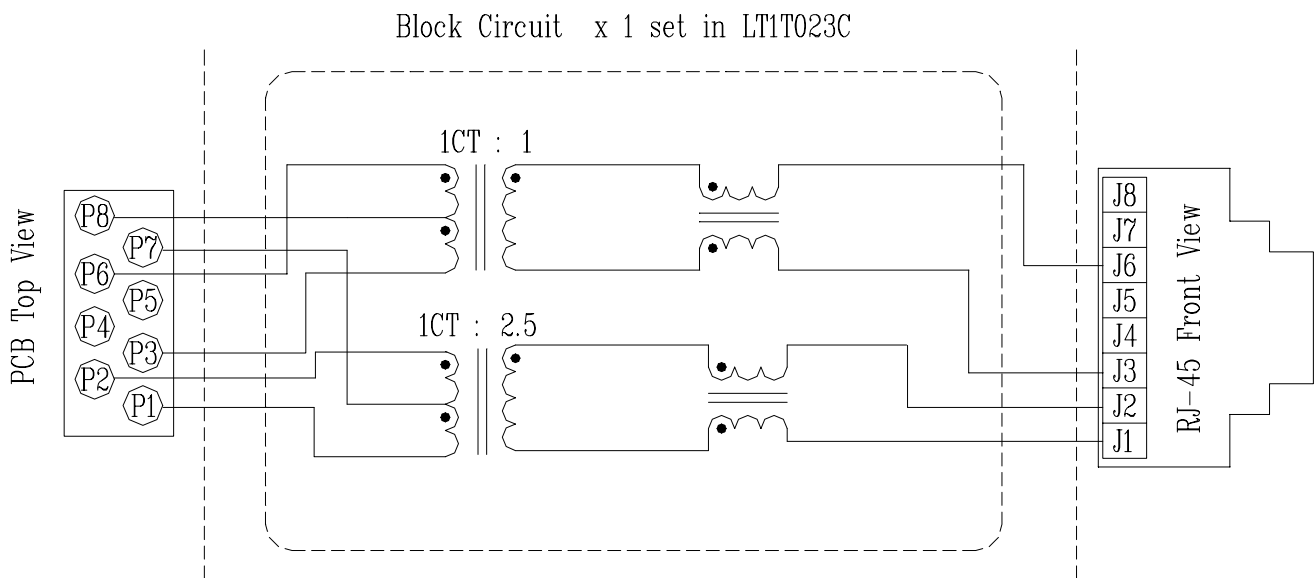 Block Circuit x 1 set in LT1T023C
1CT : 1
1CT : 2.5
PCB Top View
P8
P7
P6
P5
P4
P3
P2
P1
J8
J7
J6
J5
J4
J3
J2
J1
RJ-45 Front View